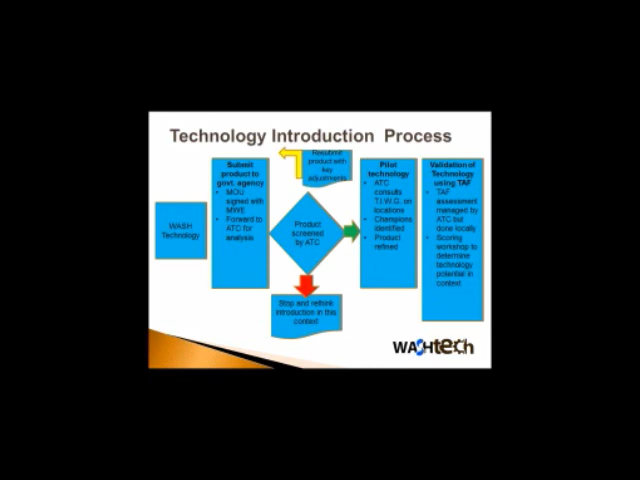 Technology Introduction Process
WASH
Technology
Submit
product to
govt. agency
• MOU
signed with
MWE
• Forward to
ATC for
analysis
Resubmit
product with
key
adjustments
Product
screened
by ATC
Stop and rethink
introduction in this
context
Pilot
technology
• ATC
consults
T.I.W.G. on
locations
• Champions
identified
• Product
refined
Validation of
Technology
using TAF
• TAF
assessment
managed by
ATC but
done locally
• Scoring
workshop to
determine
technology
potential in
context
WASHtech